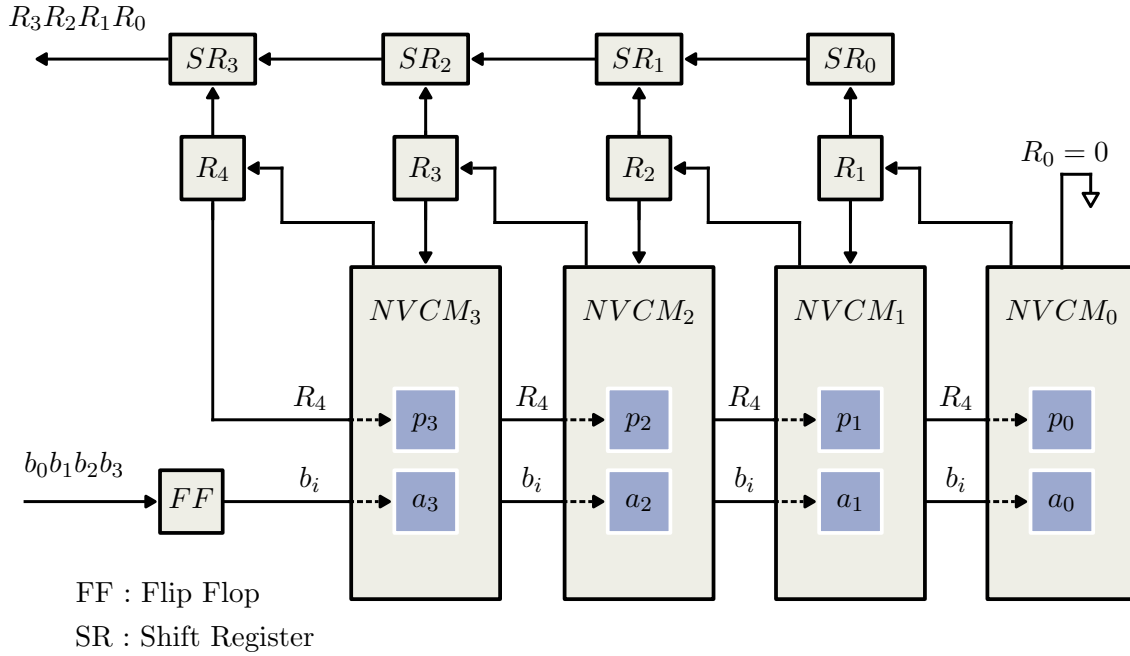 R₃R₂R₁R₀
SR₃ SR₂ SR₁ SR₀
R₄ R₃ R₂ R₁ R₀ = 0
NVCM₃ NVCM₂ NVCM₁ NVCM₀
R₄ p₃ R₄ p₂ R₄ p₁ R₄ p₀
b₀b₁b₂b₃
FF bᵢ a₃ bᵢ a₂ bᵢ a₁ bᵢ a₀
FF : Flip Flop
SR : Shift Register